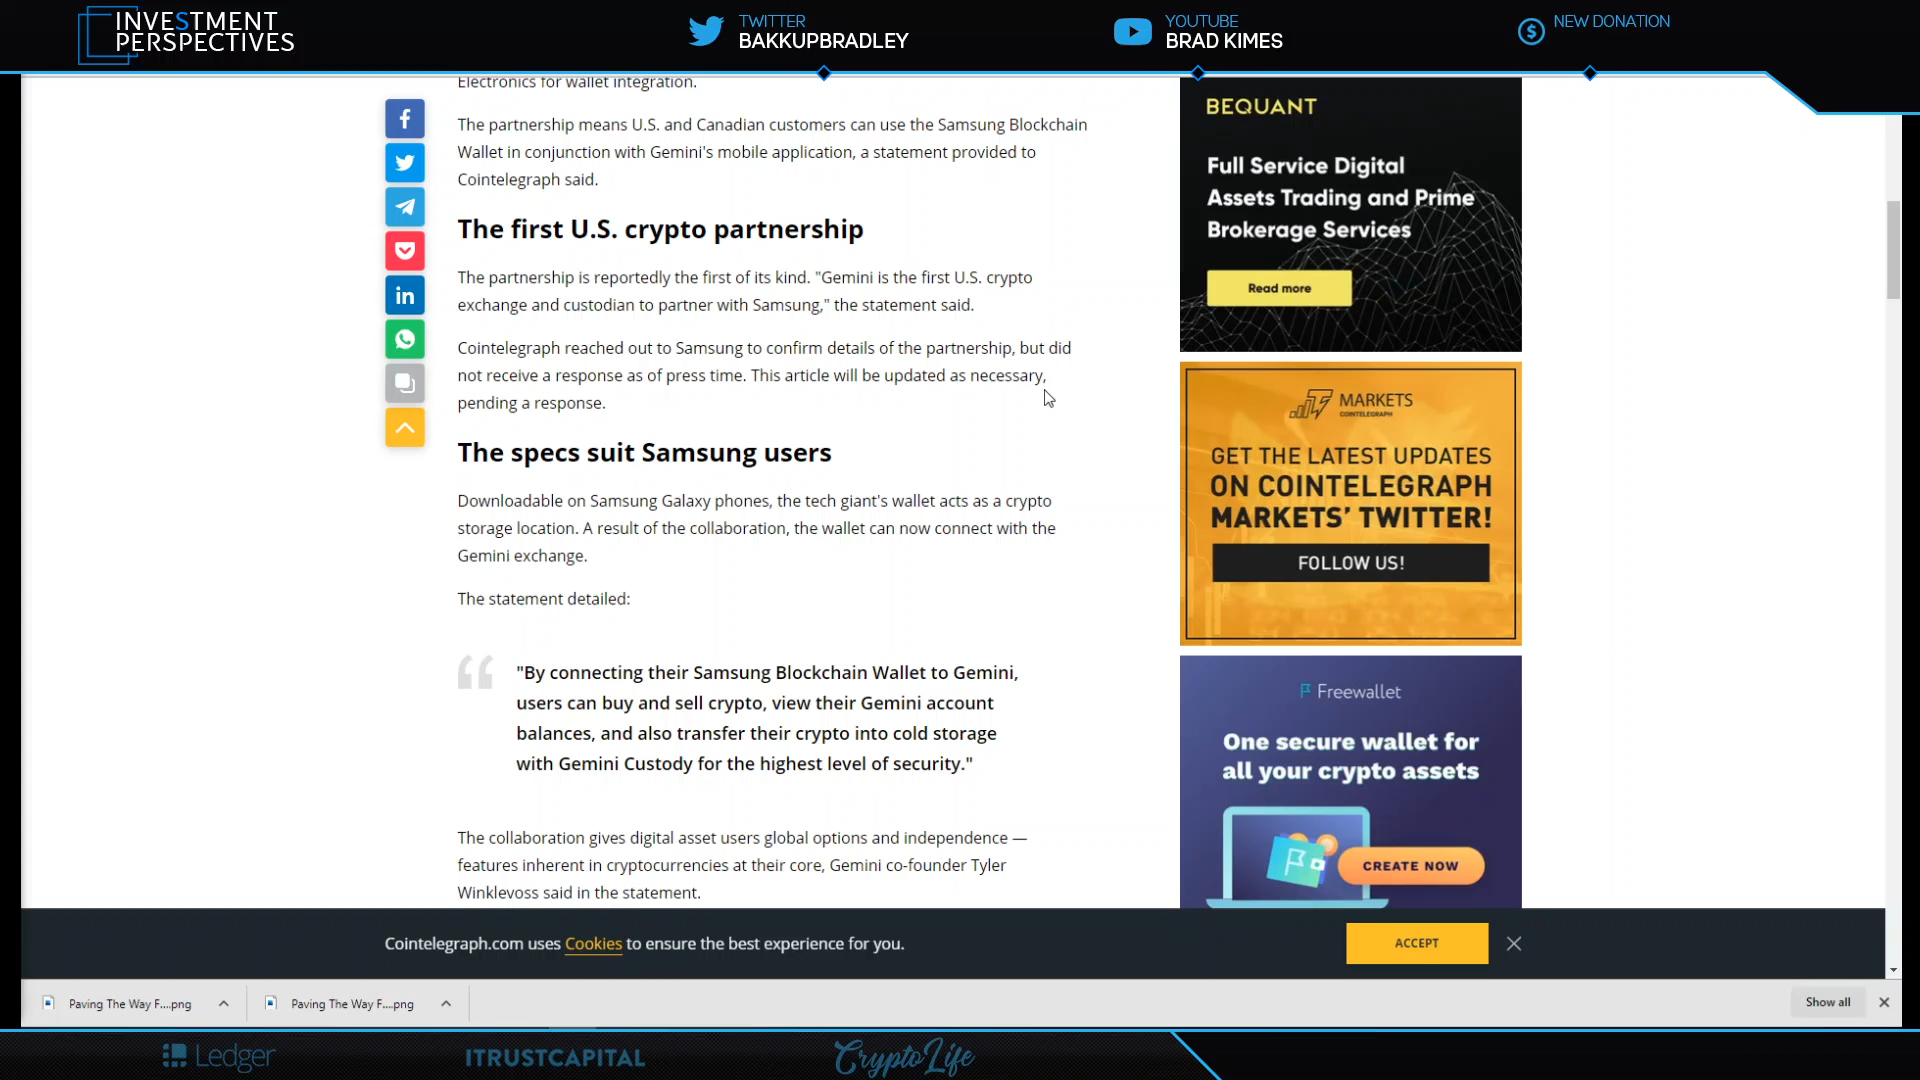 INVESTMENT
PERSPECTIVES
TWITTER
BAKKUPBRADLEY
YOUTUBE
BRAD KIMES
NEW DONATION
Electronics for wallet integration.
The partnership means U.S. and Canadian customers can use the Samsung Blockchain
Wallet in conjunction with Gemini's mobile application, a statement provided to
Cointelegraph said.
The first U.S. crypto partnership
The partnership is reportedly the first of its kind. "Gemini is the first U.S. crypto
exchange and custodian to partner with Samsung," the statement said.
Cointelegraph reached out to Samsung to confirm details of the partnership, but did
not receive a response as of press time. This article will be updated as necessary,
pending a response.
The specs suit Samsung users
Downloadable on Samsung Galaxy phones, the tech giant's wallet acts as a crypto
storage location. A result of the collaboration, the wallet can now connect with the
Gemini exchange.
The statement detailed:
"By connecting their Samsung Blockchain Wallet to Gemini,
users can buy and sell crypto, view their Gemini account
balances, and also transfer their crypto into cold storage
with Gemini Custody for the highest level of security."
The collaboration gives digital asset users global options and independence —
features inherent in cryptocurrencies at their core, Gemini co-founder Tyler
Winklevoss said in the statement.
BEQUANT
Full Service Digital
Assets Trading and Prime
Brokerage Services
Read more
MARKETS
COINTELEGRAPH
GET THE LATEST UPDATES
ON COINTELEGRAPH
MARKETS' TWITTER!
FOLLOW US!
Freewallet
One secure wallet for
all your crypto assets
CREATE NOW
Cointelegraph.com uses Cookies to ensure the best experience for you.
ACCEPT
Paving The Way F....png
Paving The Way F....png
Show all
Ledger
ITRUSTCAPITAL
CryptoLife